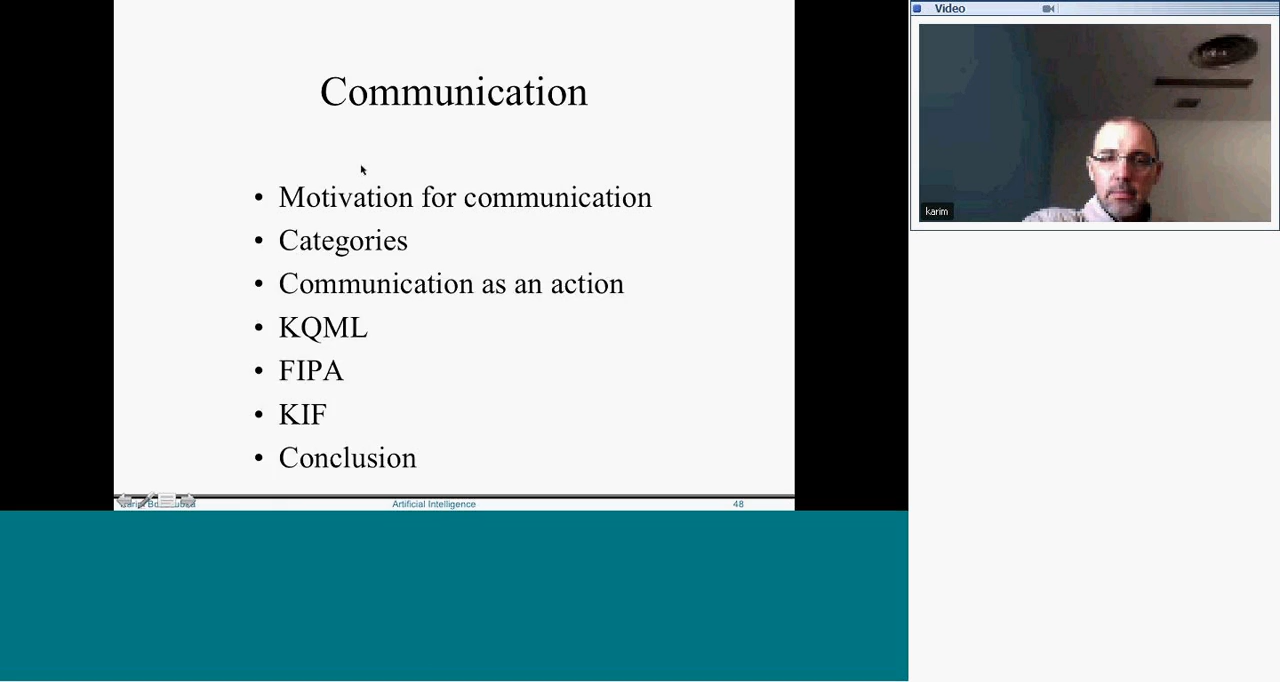 Communication
• Motivation for communication
• Categories
• Communication as an action
• KQML
• FIPA
• KIF
• Conclusion
Artificial Intelligence
48
Video
karim